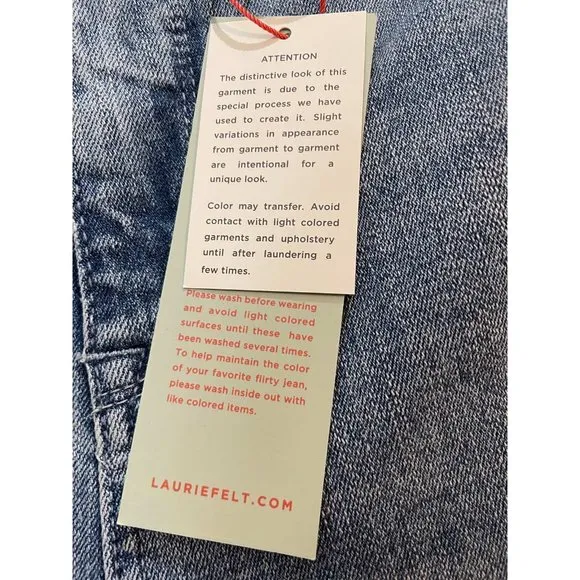 ATTENTION
The distinctive look of this
garment is due to the
special process we have
used to create it. Slight
variations in appearance
from garment to garment
are intentional for a
unique look.
Color may transfer. Avoid
contact with light colored
garments and upholstery
until after laundering a
few times.
Please wash before wearing
and avoid light colored
surfaces until these have
been washed several times.
To help maintain the color
of your favorite flirty jean,
please wash inside out with
like colored items.
LAURIEFELT.COM